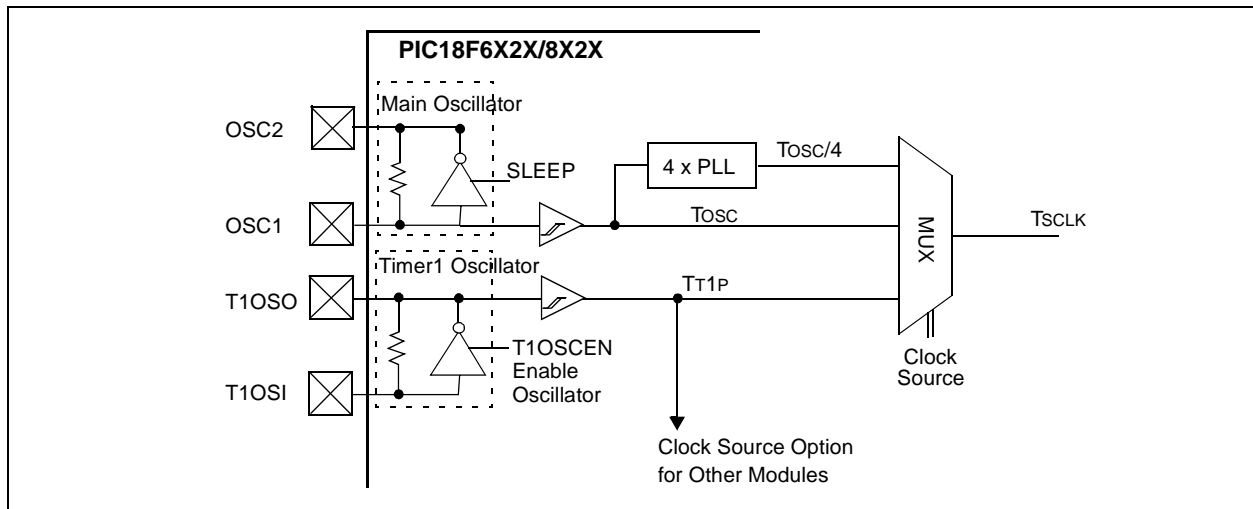 PIC18F6X2X/8X2X
Main Oscillator
OSC2
SLEEP
4 x PLL
TOSC/4
OSC1
TOSC
MUX
TSCLK
Timer1 Oscillator
T1OSO
TT1P
T1OSCEN
Enable
Oscillator
Clock
Source
T1OSI
Clock Source Option
for Other Modules